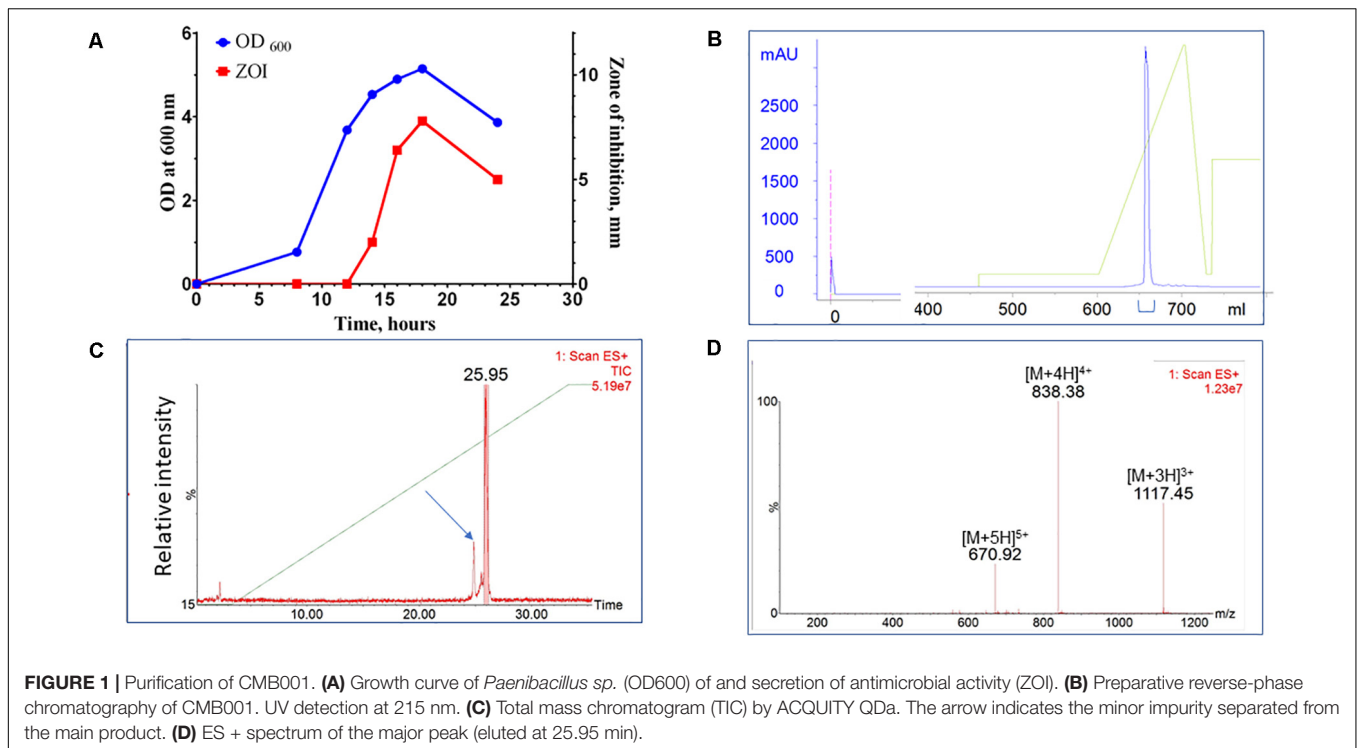 A
OD 600
ZOI
6
4
2
0
OD at 600 nm
10
5
0
Zone of inhibition, mm
0 5 10 15 20 25 30
Time, hours
B
mAU
2500
2000
1500
1000
500
0
0 400 500 600 700 ml
C
1: Scan ES+
TIC
5.19e7
25.95
Relative intensity
%
15
10.00 20.00 30.00 Time
D
1: Scan ES+
1.23e7
[M+4H]4+
838.38
[M+3H]3+
1117.45
[M+5H]5+
670.92
100
%
0
200 400 600 800 1000 1200 m/z
FIGURE 1 | Purification of CMB001. (A) Growth curve of Paenibacillus sp. (OD600) of and secretion of antimicrobial activity (ZOI). (B) Preparative reverse-phase
chromatography of CMB001. UV detection at 215 nm. (C) Total mass chromatogram (TIC) by ACQUITY QDa. The arrow indicates the minor impurity separated from
the main product. (D) ES + spectrum of the major peak (eluted at 25.95 min).